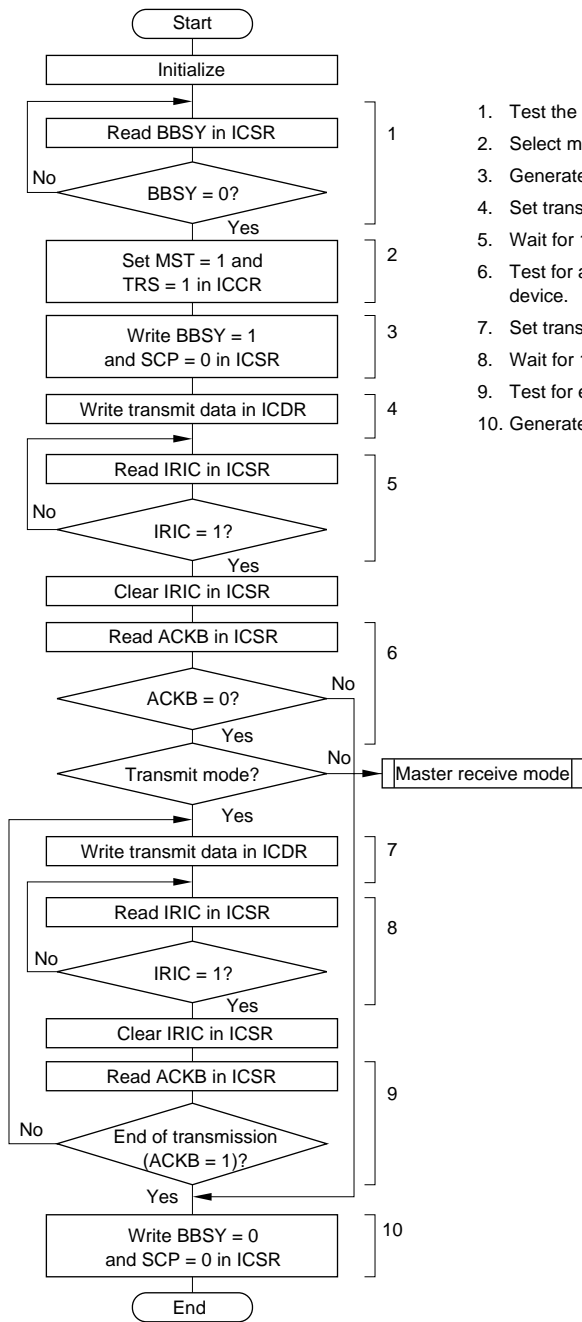 Start
Initialize
Read BBSY in ICSR
1
No
BBSY = 0?
Yes
Set MST = 1 and
TRS = 1 in ICCR
2
Write BBSY = 1
and SCP = 0 in ICSR
3
Write transmit data in ICDR
4
Read IRIC in ICSR
5
No
IRIC = 1?
Yes
Clear IRIC in ICSR
Read ACKB in ICSR
6
No
ACKB = 0?
Yes
Transmit mode?
No
Master receive mode
Yes
Write transmit data in ICDR
7
Read IRIC in ICSR
8
No
IRIC = 1?
Yes
Clear IRIC in ICSR
Read ACKB in ICSR
9
No
End of transmission
(ACKB = 1)?
Yes
Write BBSY = 0
and SCP = 0 in ICSR
10
End
1. Test the
2. Select
3. Generate
4. Set
5. Wait for
6. Test for
device.
7. Set
8. Wait for
9. Test for
10. Generate